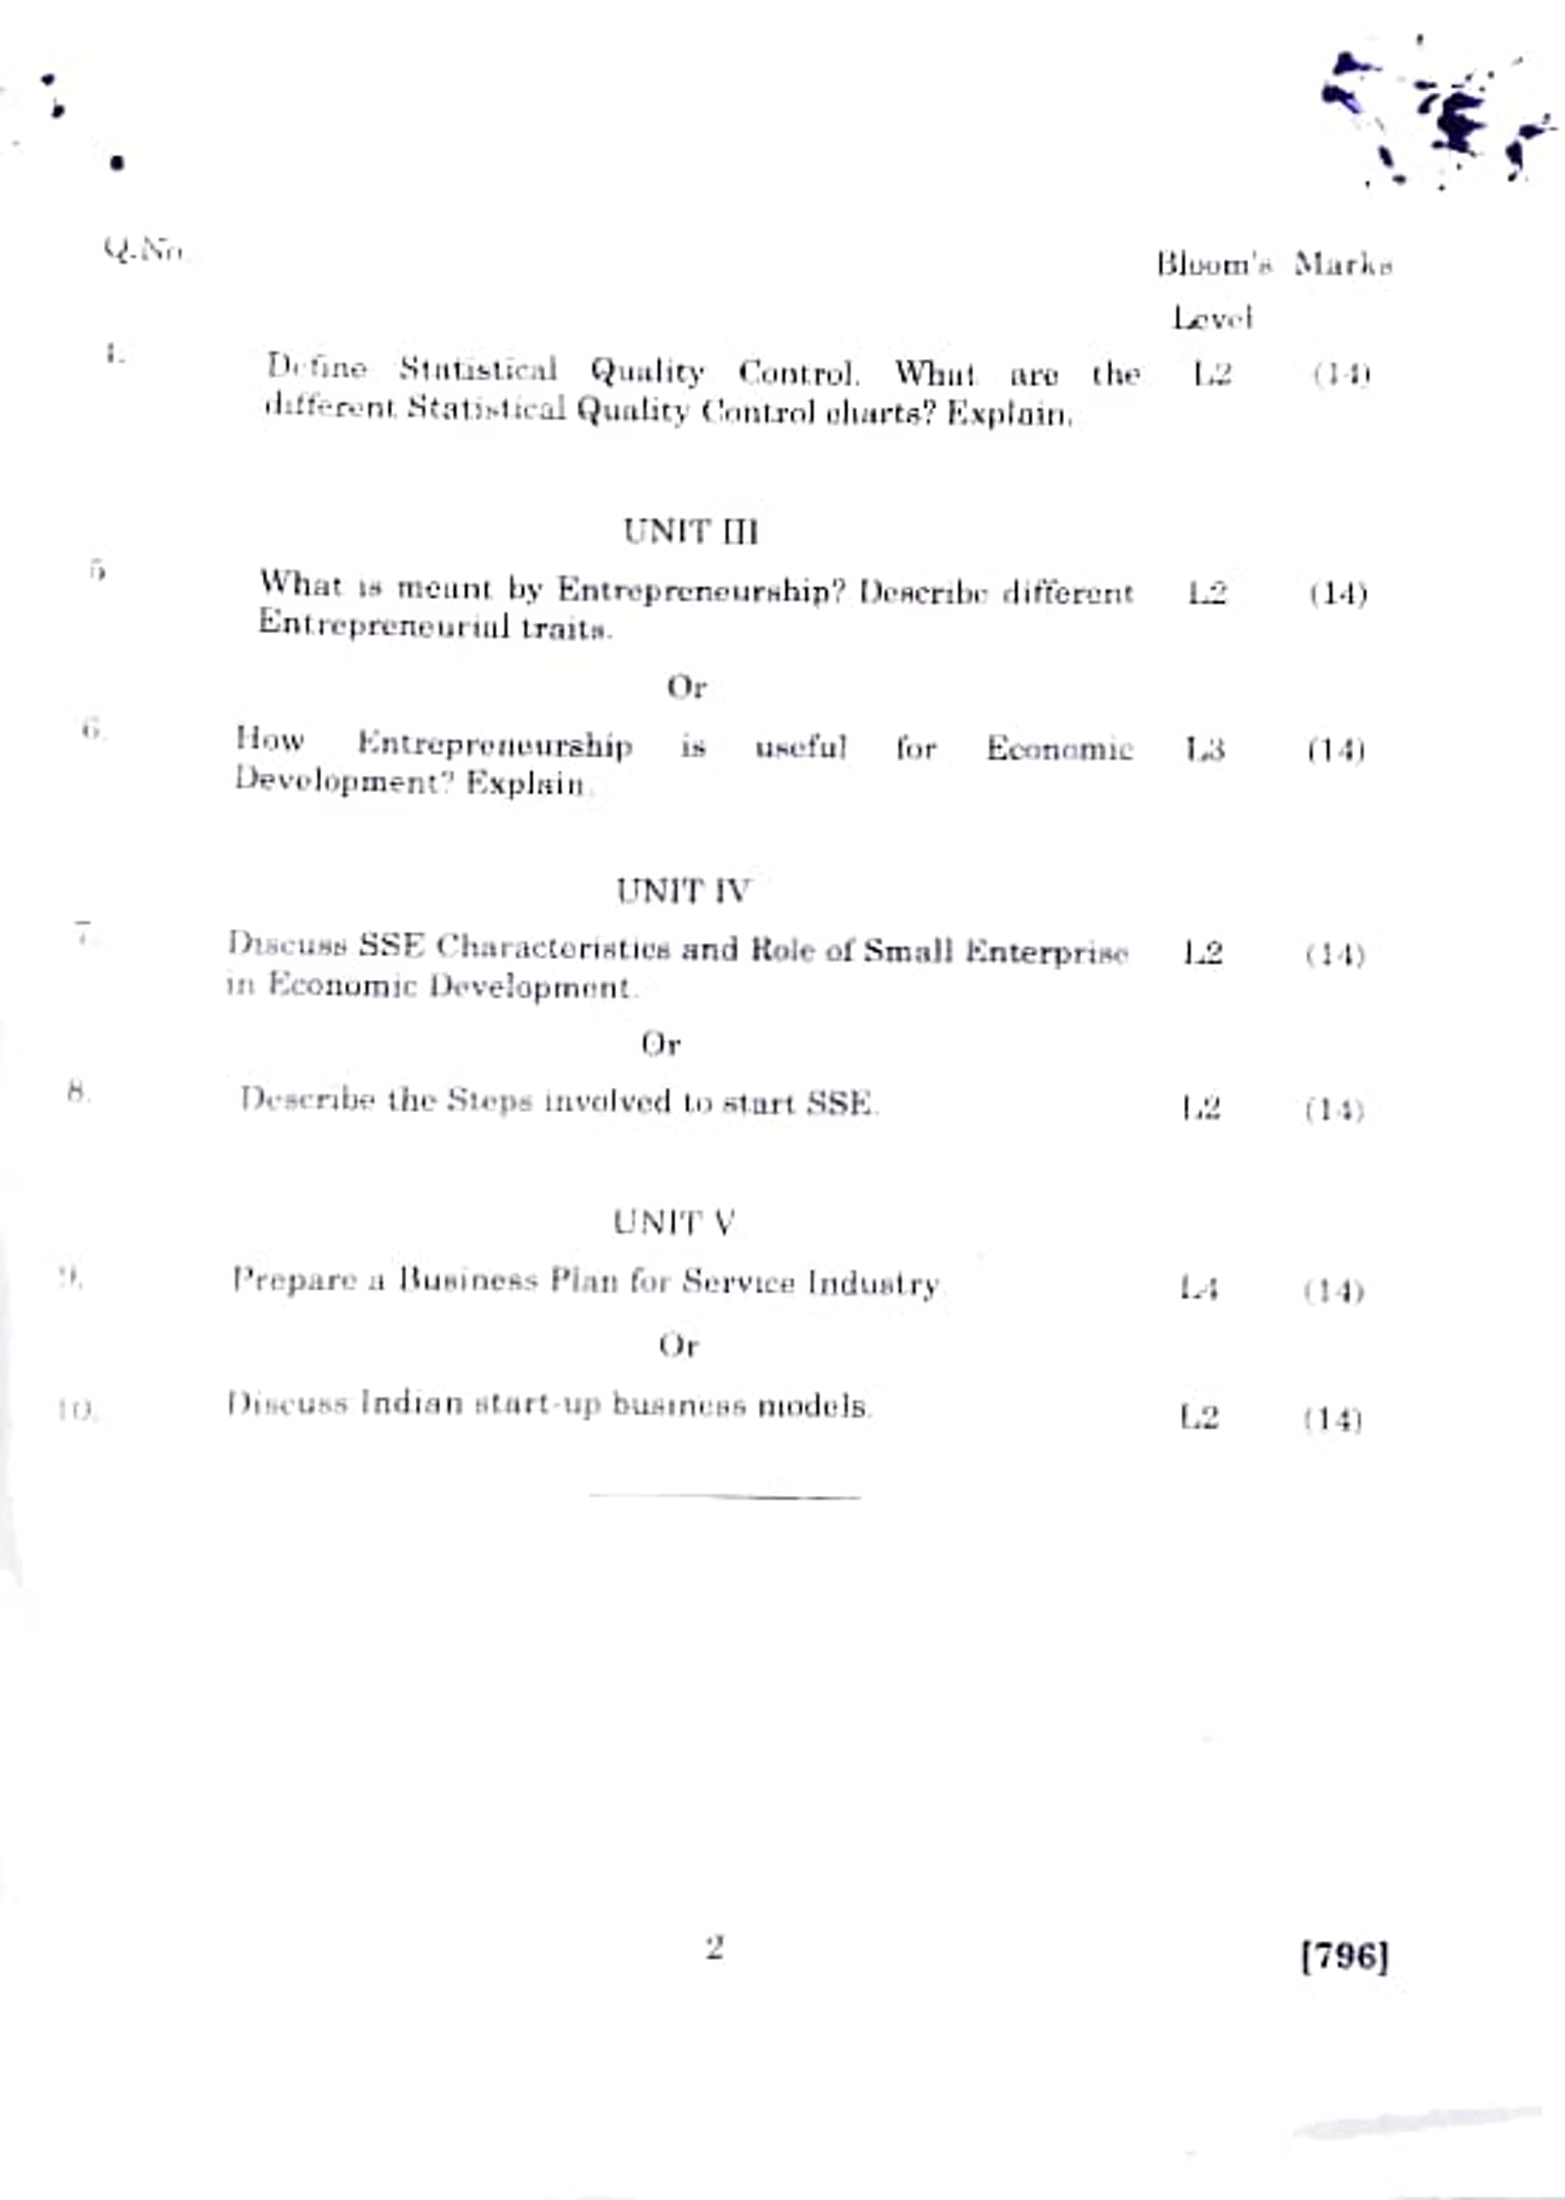 Q.No.
Bloom's Marks
Level
4. Define Statistical Quality Control. What are the L2 (14)
different Statistical Quality Control charts? Explain.
UNIT III
5. What is meant by Entrepreneurship? Describe different L2 (14)
Entrepreneurial traits.
Or
6. How Entrepreneurship is useful for Economic L3 (14)
Development? Explain.
UNIT IV
7. Discuss SSE Characteristics and Role of Small Enterprise L2 (14)
in Economic Development.
Or
8. Describe the Steps involved to start SSE. L2 (14)
UNIT V
9. Prepare a Business Plan for Service Industry. L4 (14)
Or
10. Discuss Indian start-up business models. L2 (14)
2 [796]